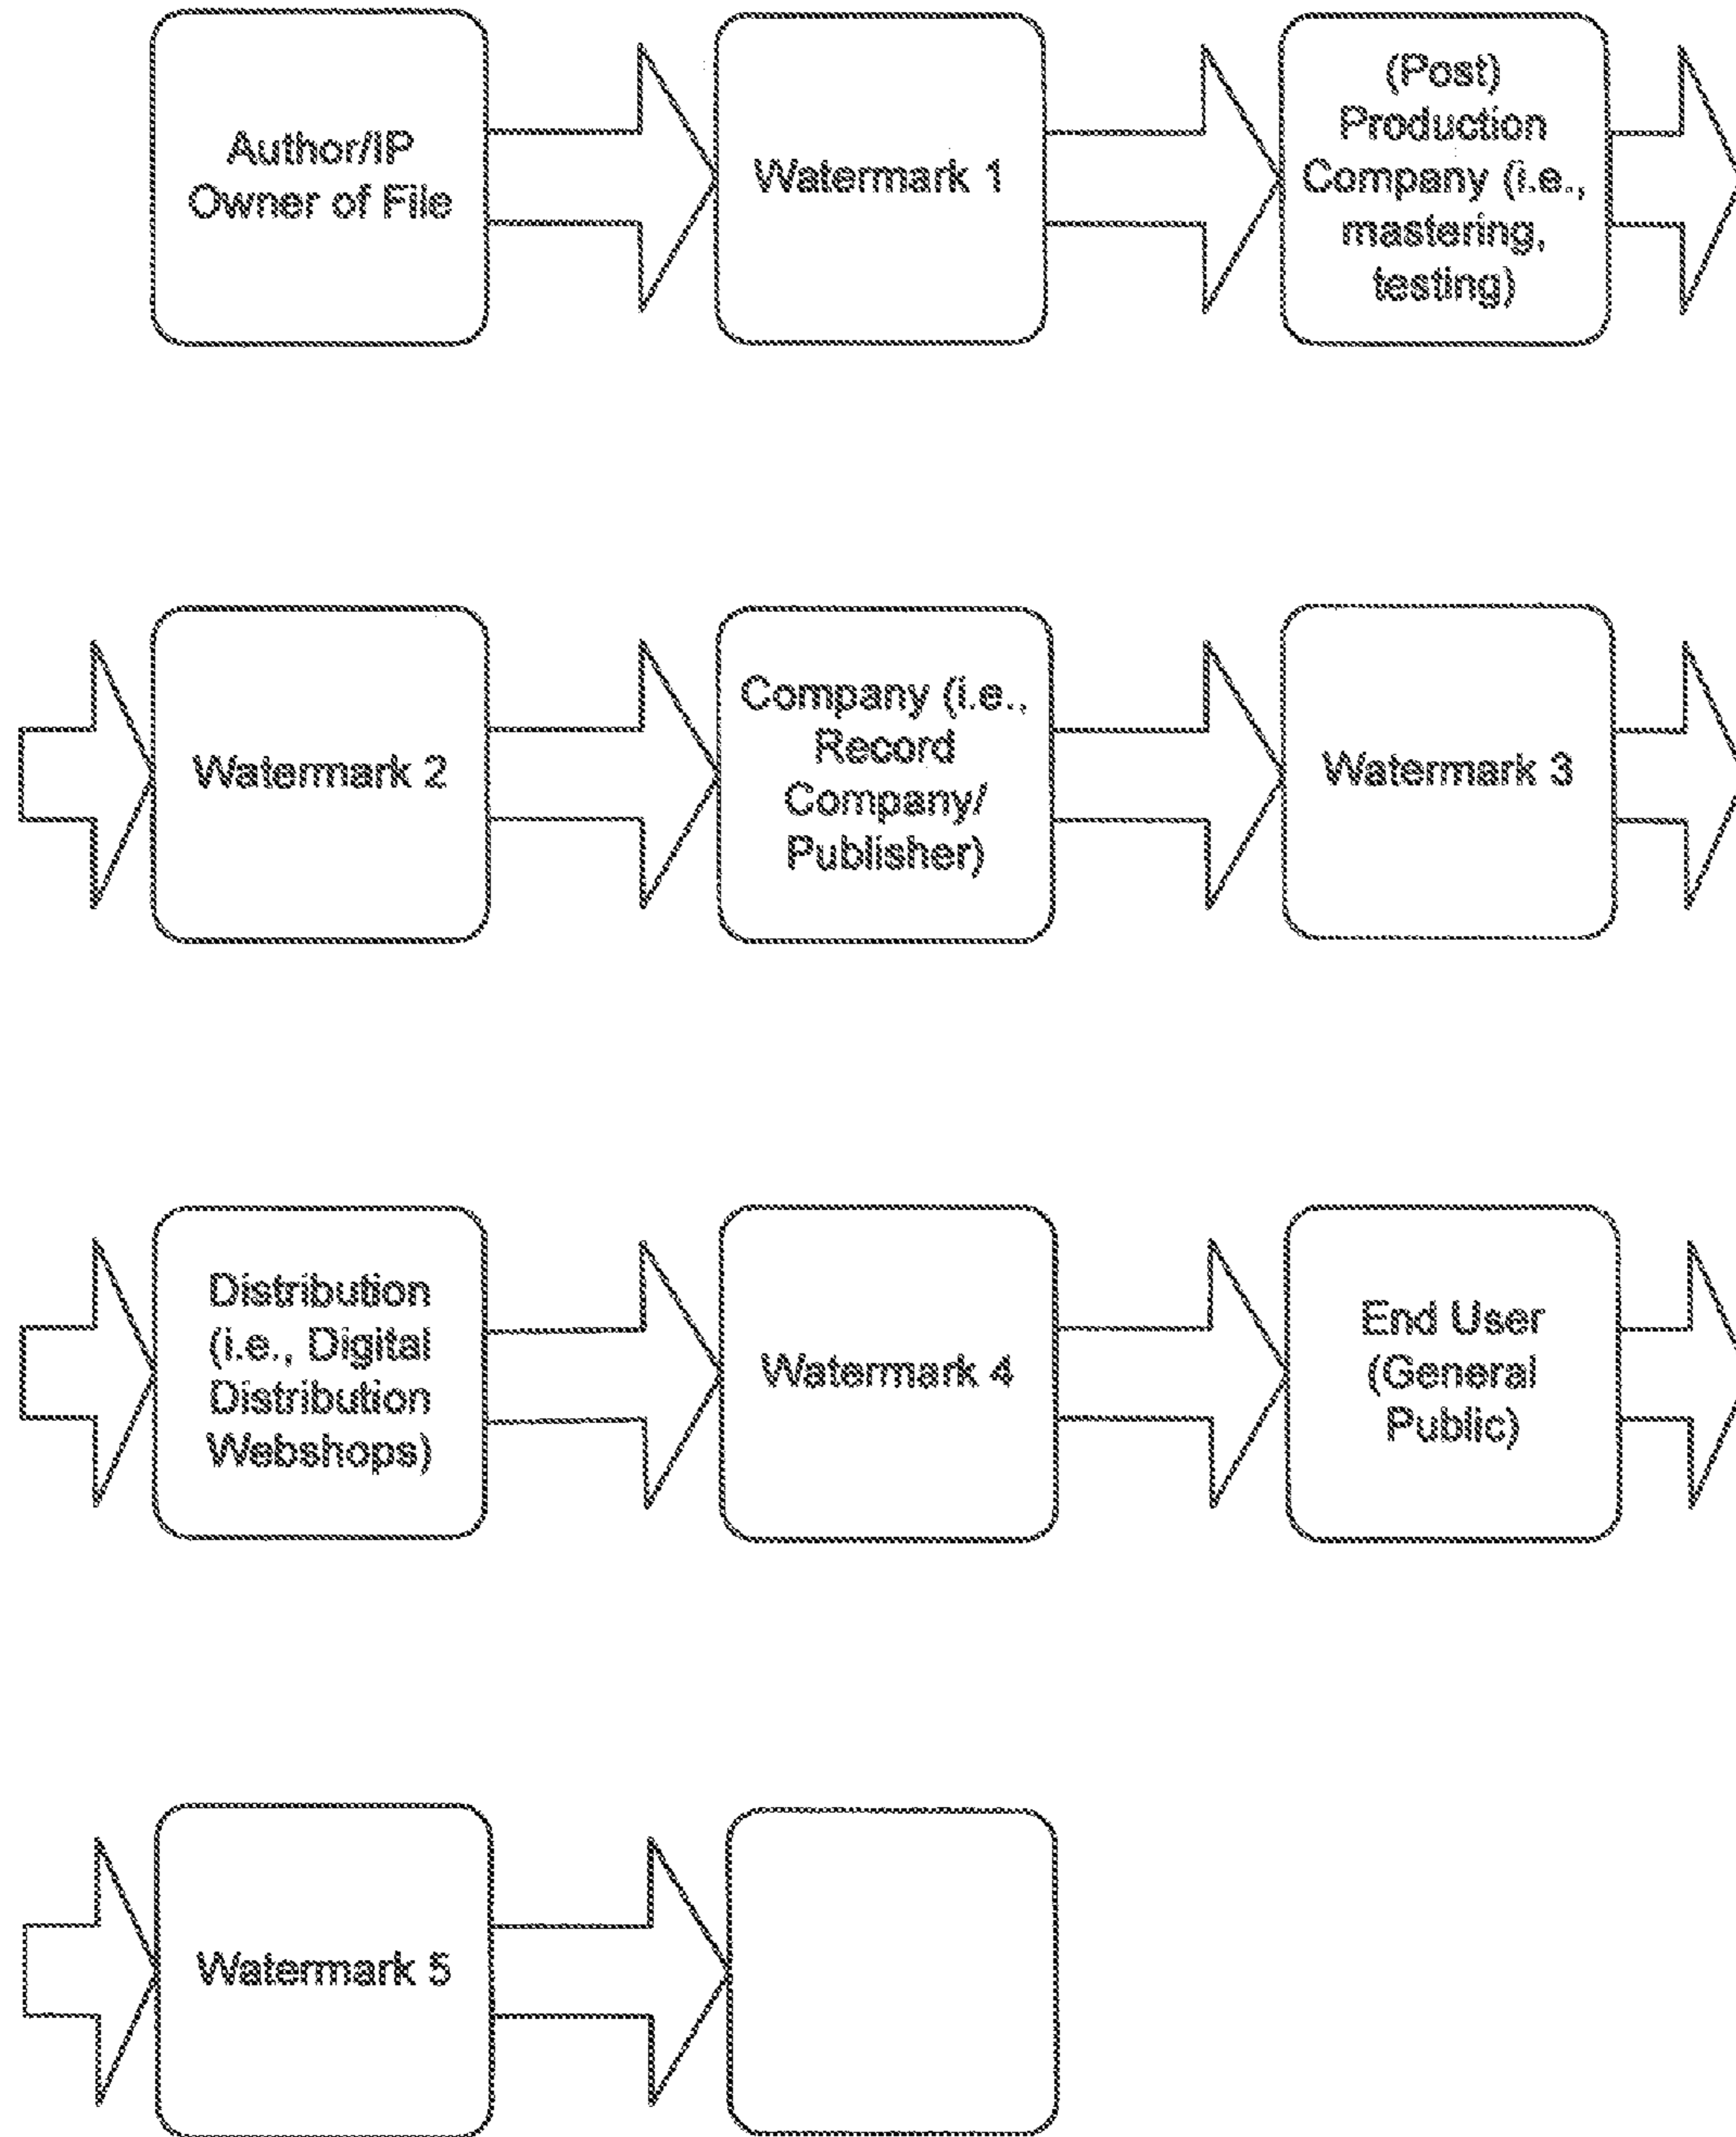 Author/IP
Owner of File
Watermark 1
(Post)
Production
Company (i.e.,
mastering,
testing)
Watermark 2
Company (i.e.,
Record
Company/
Publisher)
Watermark 3
Distribution
(i.e., Digital
Distribution
Webshops)
Watermark 4
End User
(General
Public)
Watermark 5